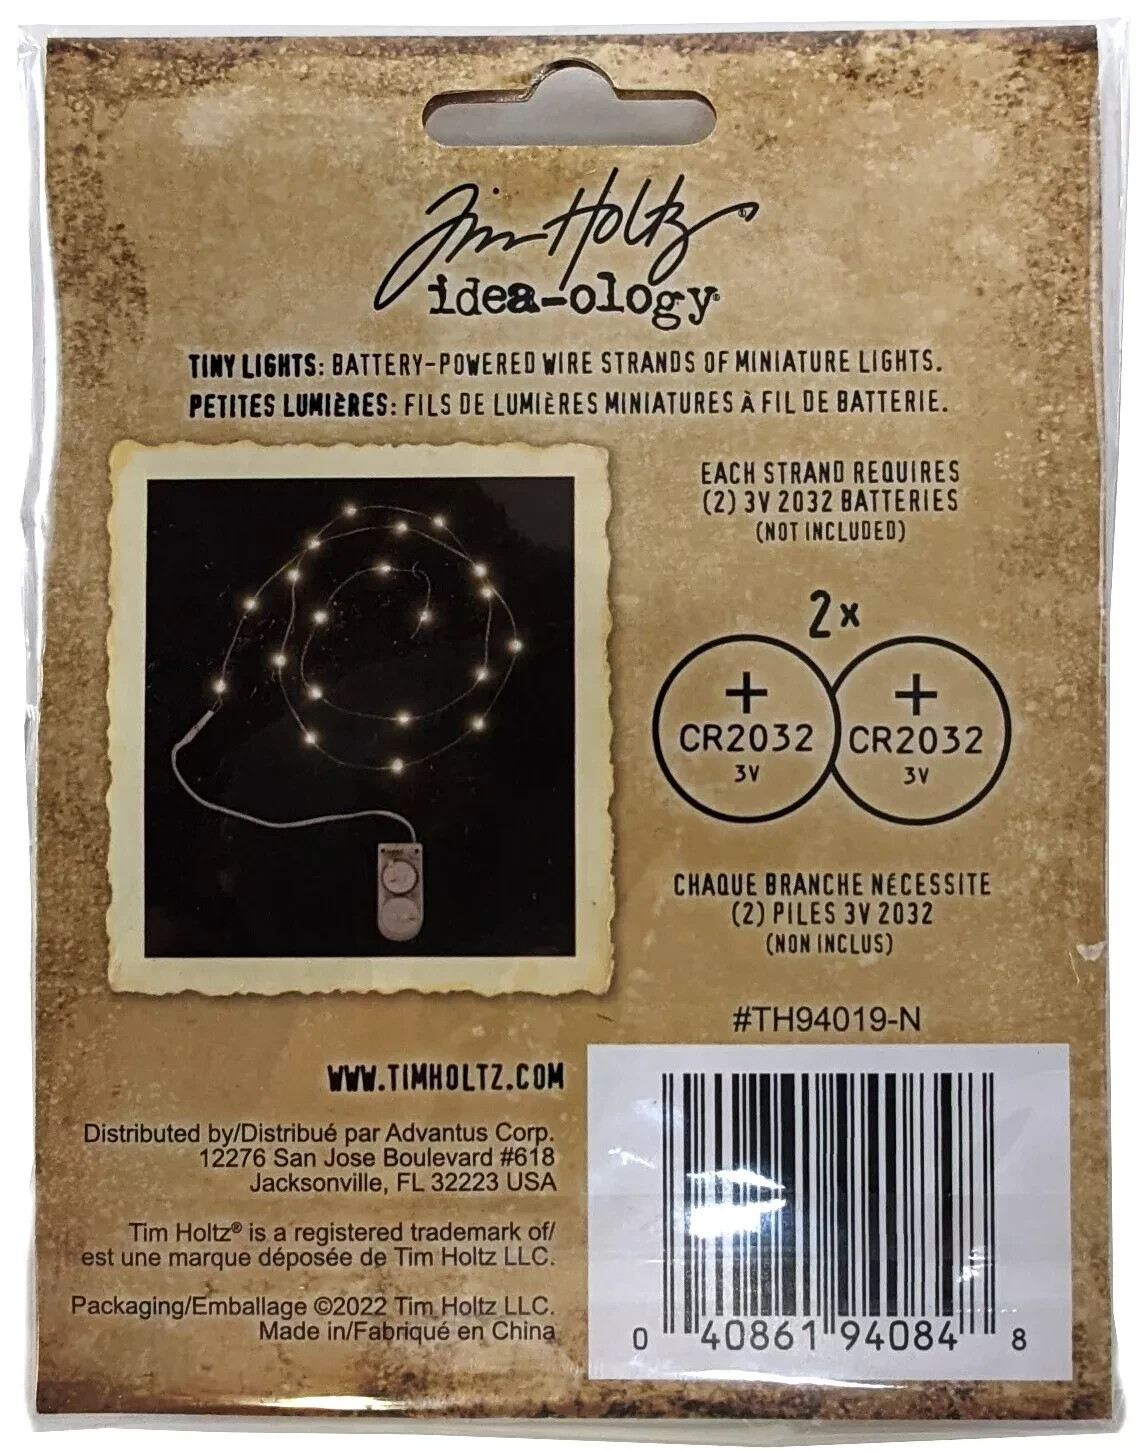 Tim Holtz®
idea-ology®
TINY LIGHTS: BATTERY-POWERED WIRE STRANDS OF MINIATURE LIGHTS.
PETITES LUMIÈRES: FILS DE LUMIÈRES MINIATURES À FIL DE BATTERIE.
EACH STRAND REQUIRES
(2) 3V 2032 BATTERIES
(NOT INCLUDED)
2x
+ +
CR2032 CR2032
3V 3V
CHAQUE BRANCHE NÉCESSITE
(2) PILES 3V 2032
(NON INCLUS)
#TH94019-N
WWW.TIMHOLTZ.COM
Distributed by/Distribué par Advantus Corp.
12276 San Jose Boulevard #618
Jacksonville, FL 32223 USA
Tim Holtz® is a registered trademark of/
est une marque déposée de Tim Holtz LLC.
Packaging/Emballage ©2022 Tim Holtz LLC.
Made in/Fabriqué en China
0 40861 94084 8